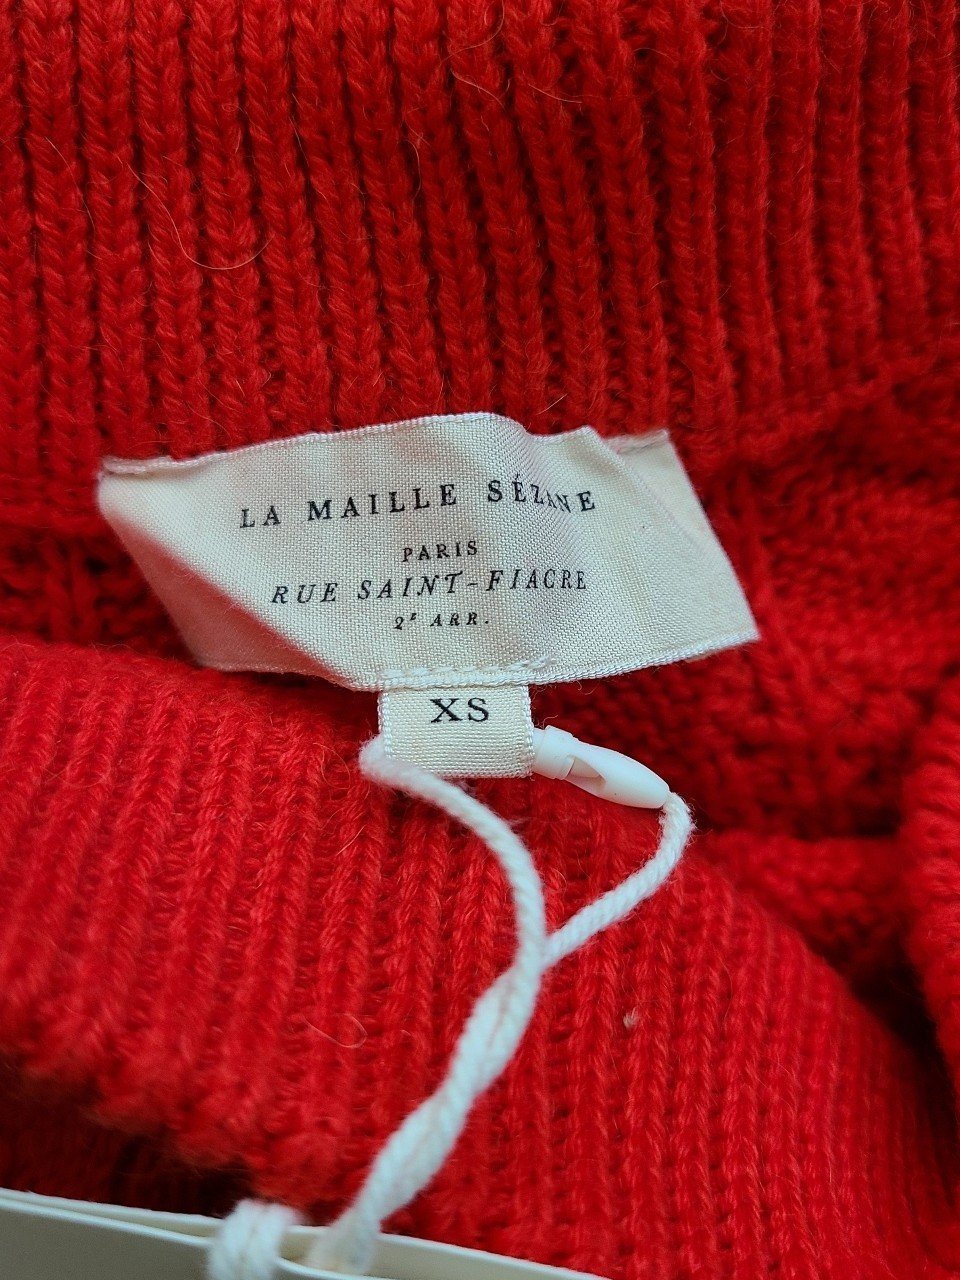 LA MAILLE SÉZANE
PARIS
RUE SAINT-FIACRE
2E ARR.
XS